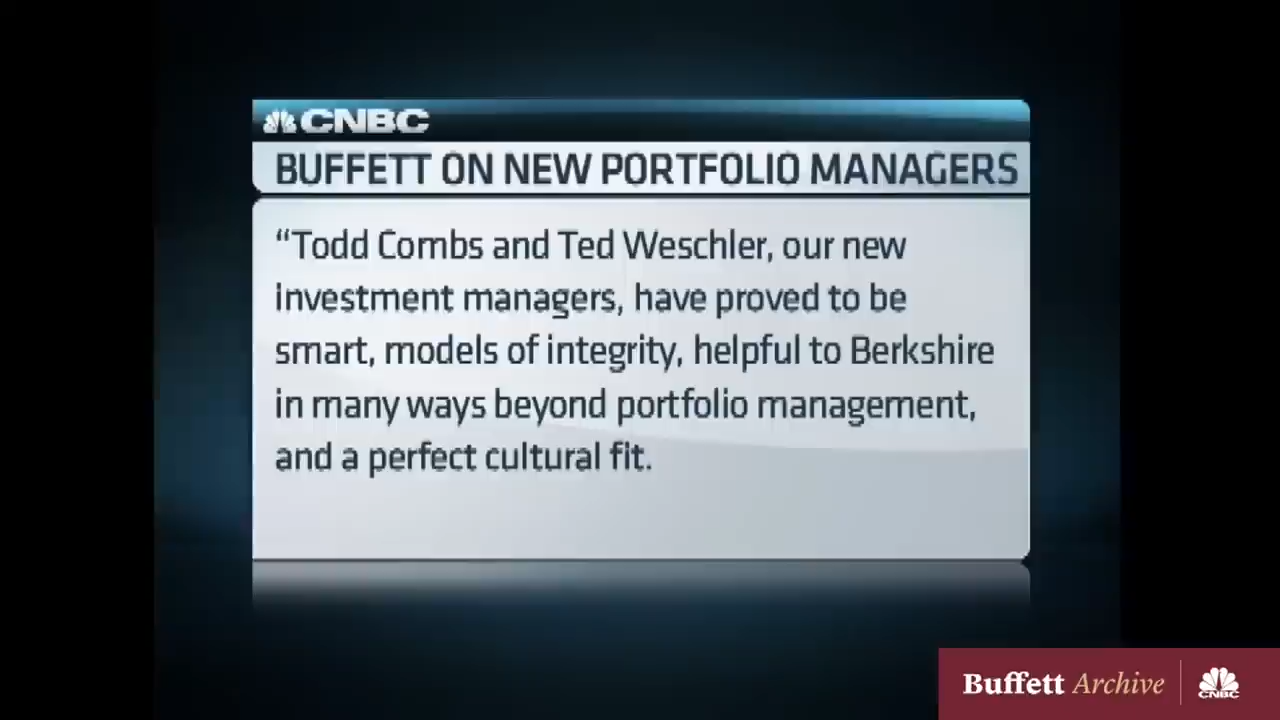 CNBC
BUFFETT ON NEW PORTFOLIO MANAGERS
“Todd Combs and Ted Weschler, our new
investment managers, have proved to be
smart, models of integrity, helpful to Berkshire
in many ways beyond portfolio management,
and a perfect cultural fit.
Buffett Archive
CNBC